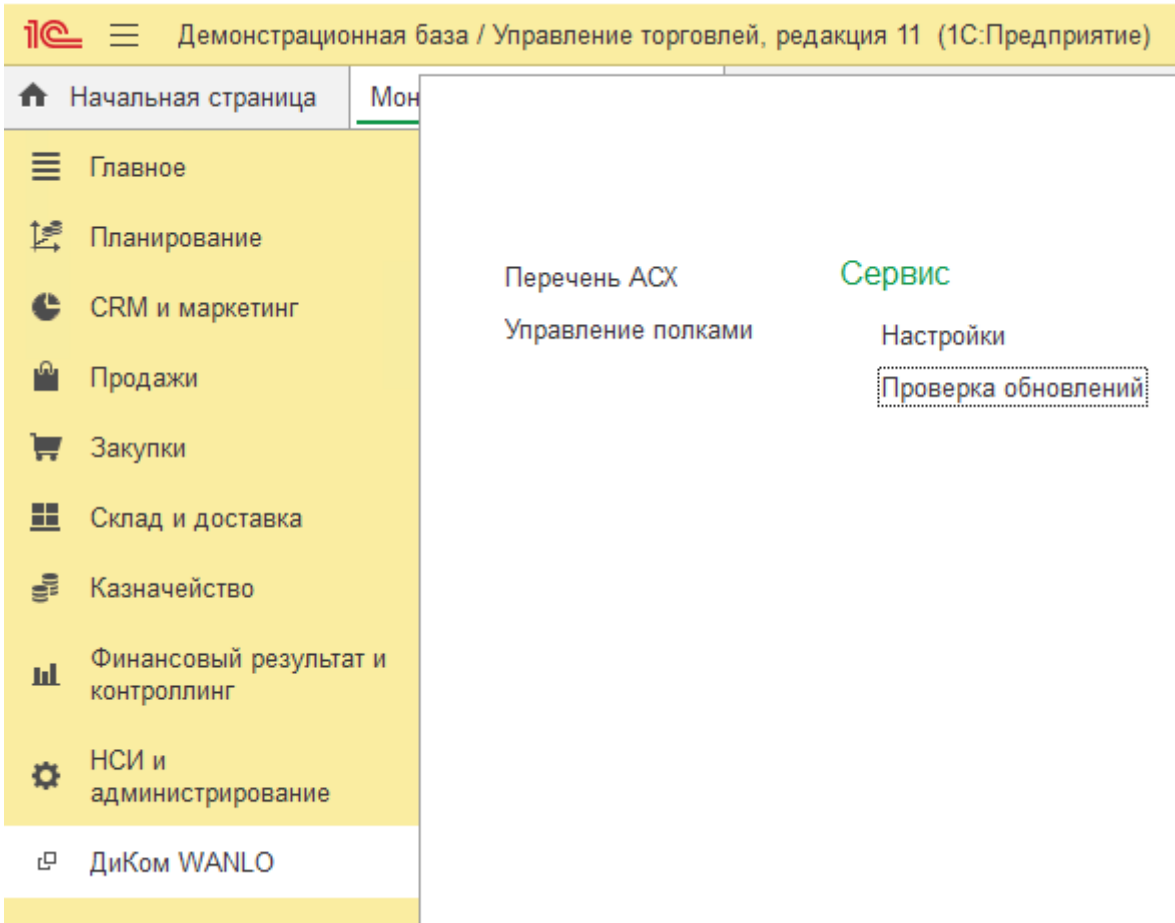 1С Демонстрационная база / Управление торговлей, редакция 11 (1С:Предприятие)
Начальная страница Мон
Главное
Планирование
CRM и маркетинг
Продажи
Закупки
Склад и доставка
Казначейство
Финансовый результат и
контроллинг
НСИ и
администрирование
ДиКом WANLO
Перечень АСХ
Управление полками
Сервис
Настройки
Проверка обновлений